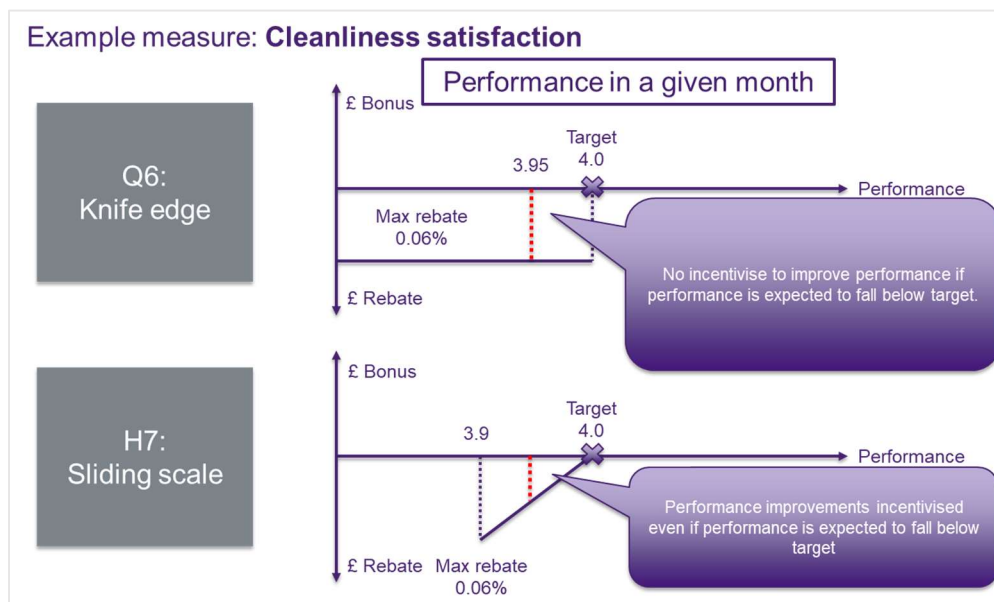 Example measure: Cleanliness satisfaction
Performance in a given month
Q6:
Knife edge
£ Bonus
Target
4.0
3.95
Performance
Max rebate
0.06%
£ Rebate
No incentivise to improve performance if
performance is expected to fall below target.
H7:
Sliding scale
£ Bonus
Target
4.0
3.9
Performance
£ Rebate
Max rebate
0.06%
Performance improvements incentivised
even if performance is expected to fall below
target